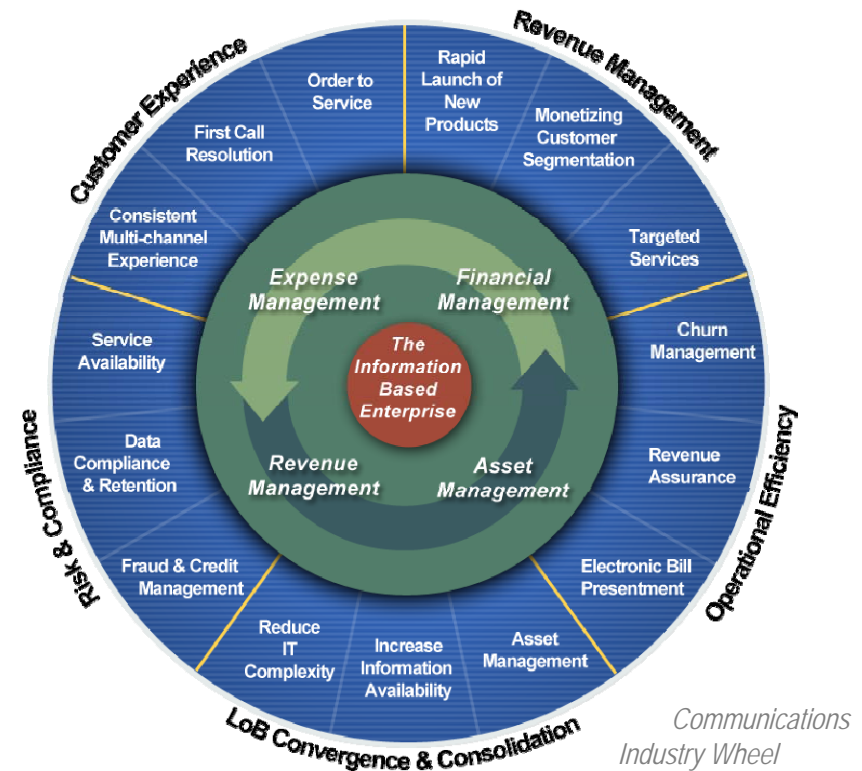 Customer Experience
Revenue Management
Order to
Service
Rapid
Launch of
New
Products
First Call
Resolution
Monetizing
Customer
Segmentation
Consistent
Multi-channel
Experience
Targeted
Services
Expense
Management
Financial
Management
The
Information
Based
Enterprise
Revenue
Management
Asset
Management
Service
Availability
Churn
Management
Data
Compliance
& Retention
Revenue
Assurance
Risk & Compliance
Operational Efficiency
Fraud & Credit
Management
Electronic Bill
Presentment
Reduce
IT
Complexity
Increase
Information
Availability
Asset
Management
LoB Convergence & Consolidation
Communications
Industry Wheel